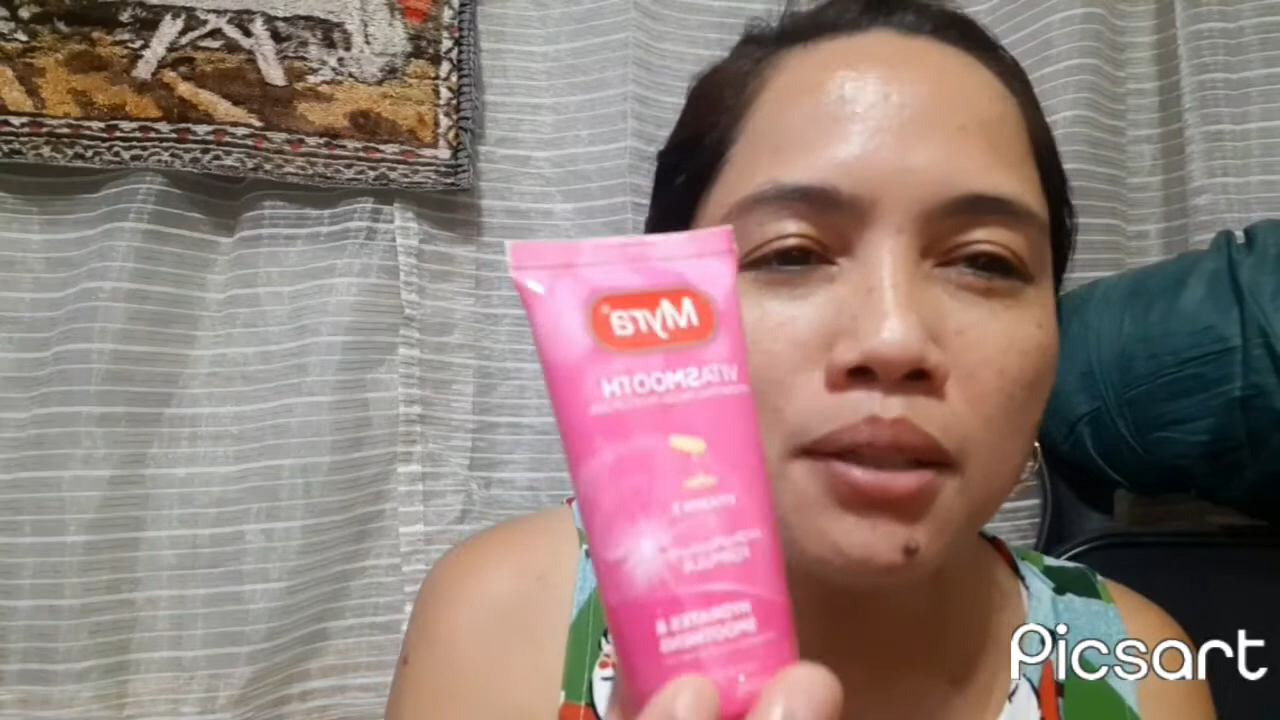 Myra
VITASMOOTH
VITAMIN E
FORMULA
HYDRATES &
SMOOTHENS
Picsart